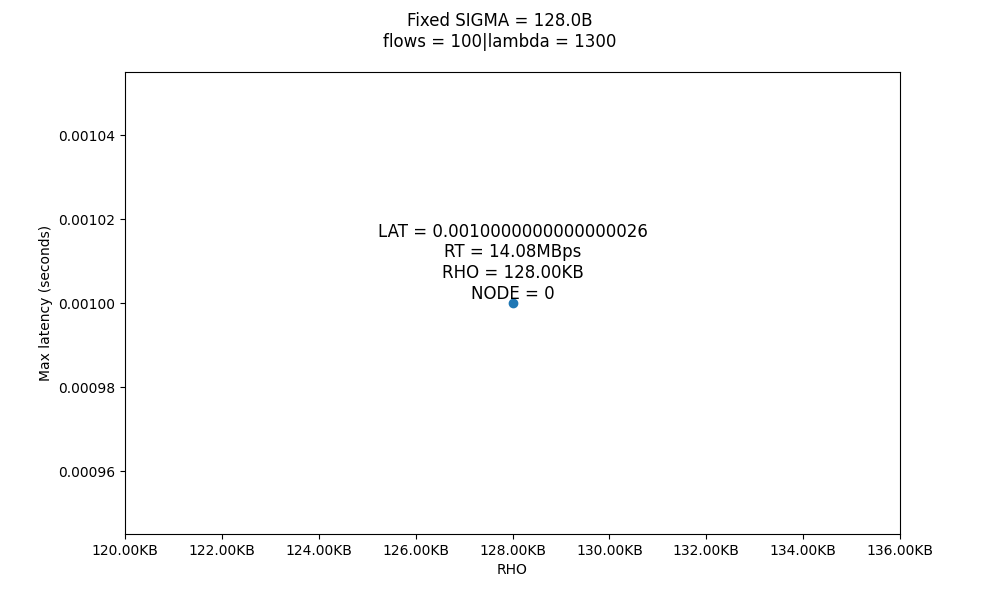 Fixed SIGMA = 128.0B
flows = 100|lambda = 1300
0.00104
0.00102
0.00100
0.00098
0.00096
Max latency (seconds)
LAT = 0.0010000000000000026
RT = 14.08MBps
RHO = 128.00KB
NODE = 0
120.00KB 122.00KB 124.00KB 126.00KB 128.00KB 130.00KB 132.00KB 134.00KB 136.00KB
RHO